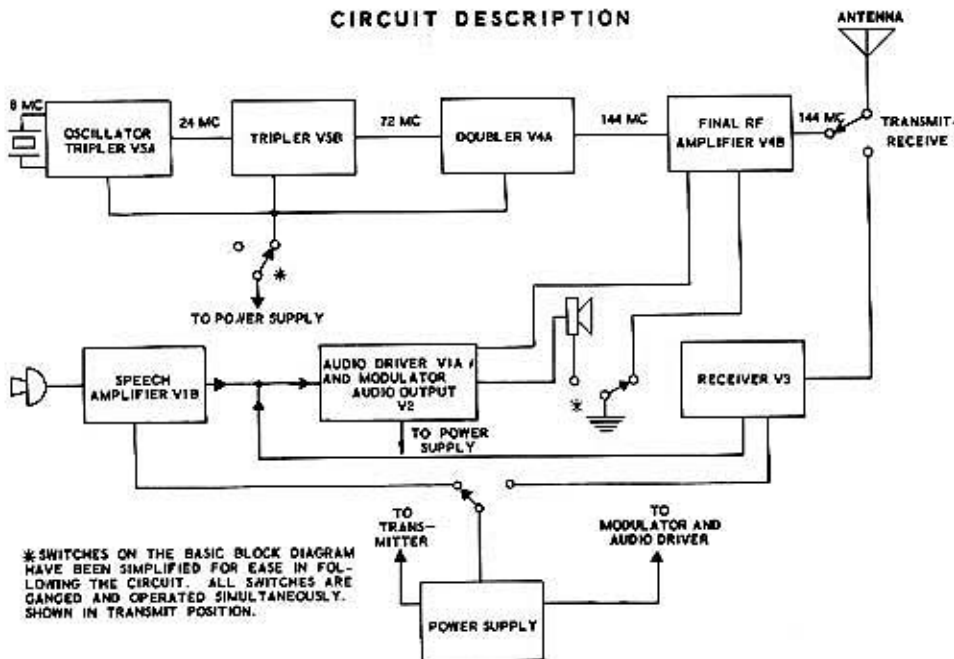 CIRCUIT DESCRIPTION
ANTENNA
8 MC
OSCILLATOR
TRIPLER V5A
24 MC
TRIPLER V5B
72 MC
DOUBLER V4A
144 MC
FINAL RF
AMPLIFIER V4B
144 MC
TRANSMIT-
RECEIVE
*
TO POWER SUPPLY
SPEECH
AMPLIFIER V1B
AUDIO DRIVER V1A /
AND MODULATOR
AUDIO OUTPUT
V2
*
RECEIVER V3
TO POWER
SUPPLY
TO
TRANS-
MITTER
TO
MODULATOR AND
AUDIO DRIVER
*SWITCHES ON THE BASIC BLOCK DIAGRAM
HAVE BEEN SIMPLIFIED FOR EASE IN FOL-
LOWING THE CIRCUIT. ALL SWITCHES ARE
GANGED AND OPERATED SIMULTANEOUSLY.
SHOWN IN TRANSMIT POSITION.
POWER SUPPLY